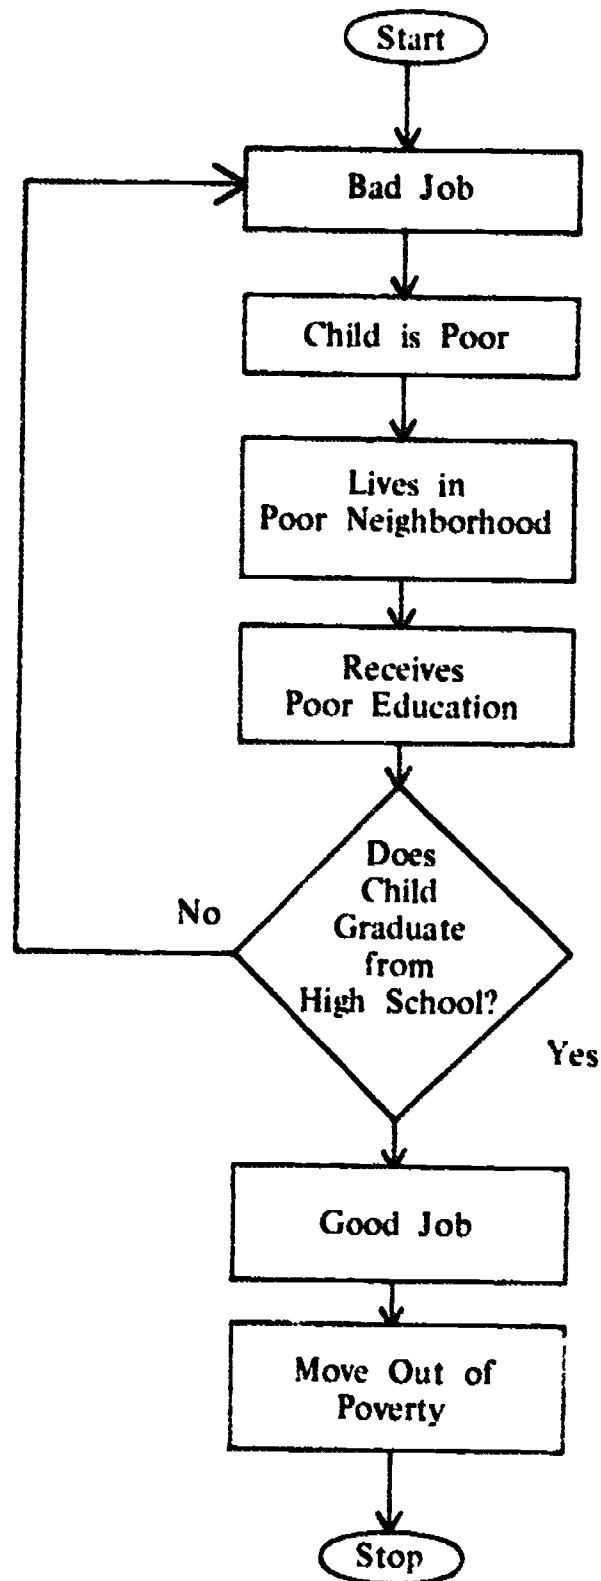 Start
Bad Job
Child is Poor
Lives in
Poor Neighborhood
Receives
Poor Education
Does
Child
Graduate
from
High School?
No
Yes
Good Job
Move Out of
Poverty
Stop